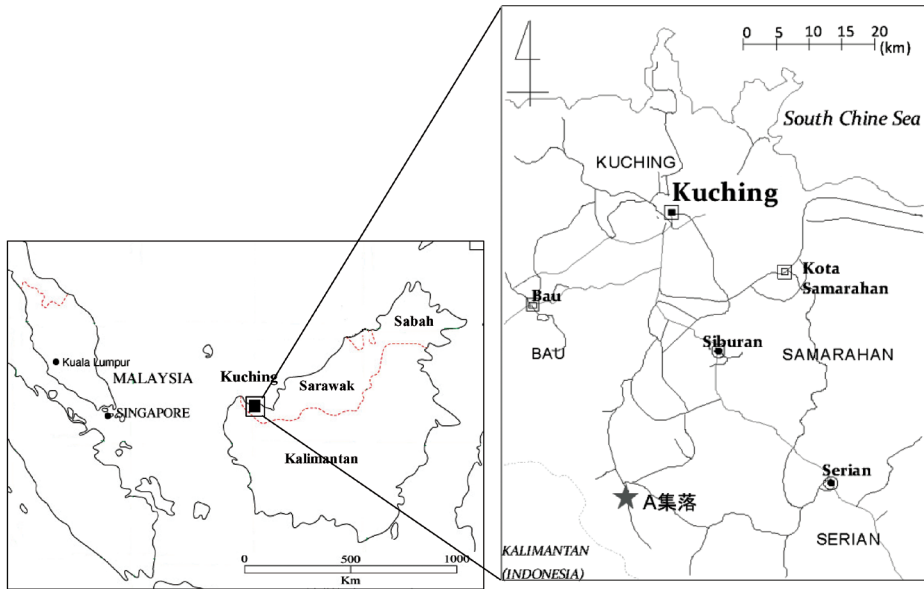 Sabah
Kuala Lumpur
MALAYSIA
Kuching
Sarawak
SINGAPORE
Kalimantan
0 500 1000
Km
0 5 10 15 20
(km)
South Chine Sea
KUCHING
Kuching
Kota
Samarahan
Bau
BAU
Siburan
SAMARAHAN
Serian
A集落
SERIAN
KALIMANTAN
(INDONESIA)